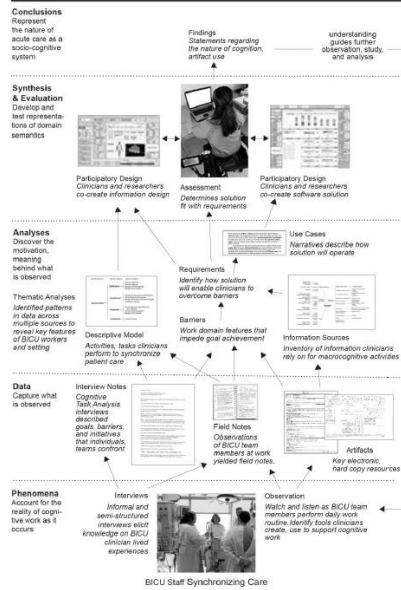 Conclusions
Represent
the nature of
acute care as a
socio-cognitive
system
Findings
Statements regarding
the nature of cognition,
artifact use
understanding
guides further
observation, study,
and analysis
Synthesis
& Evaluation
Develop and
test representa-
tions of domain
semantics
Participatory Design
Clinicians and researchers
co-create information design
Assessment
Determines solution
fit with requirements
Participatory Design
Clinicians and researchers
co-create software solution
Analyses
Discover the
motivation,
meaning
behind what
is observed
Use Cases
Narratives describe how
solution will operate
Requirements
Identify how solution
will enable clinicians to
overcome barriers
Thematic Analyses
Identified patterns
in data across
multiple sources to
reveal key features
of BICU workers
and setting
Barriers
Work domain features that
impede goal achievement
Descriptive Model
Activities, tasks clinicians
perform to synchronize
patient care
Information Sources
Inventory of information clinicians
rely on for macrocognitive activities
Data
Capture what
is observed
Interview Notes
Cognitive
Task Analysis
interviews
described
goals, barriers,
and initiatives
that individuals,
teams confront
Field Notes
Observations
of BICU team
members at work
yielded field notes,
Artifacts
Key electronic,
hard copy resources
Phenomena
Account for the
reality of cogni-
tive work as it
occurs
Interviews
Informal and
semi-structured
interviews elicit
knowledge on BICU
clinician lived
experiences
Observation
Watch and listen as BICU team
members perform daily work
routine.Identify tools clinicians
create, use to support cognitive
work
BICU Staff Synchronizing Care